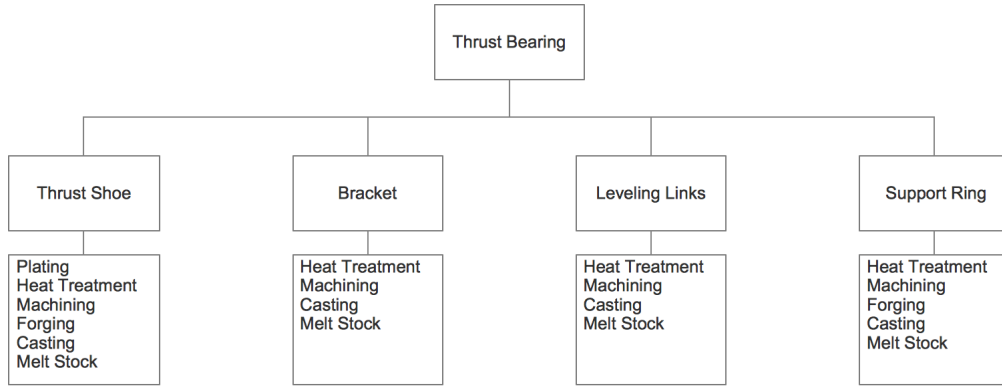 Thrust Bearing
Thrust Shoe
Bracket
Leveling Links
Support Ring
Plating
Heat Treatment
Machining
Forging
Casting
Melt Stock
Heat Treatment
Machining
Casting
Melt Stock
Heat Treatment
Machining
Casting
Melt Stock
Heat Treatment
Machining
Forging
Casting
Melt Stock